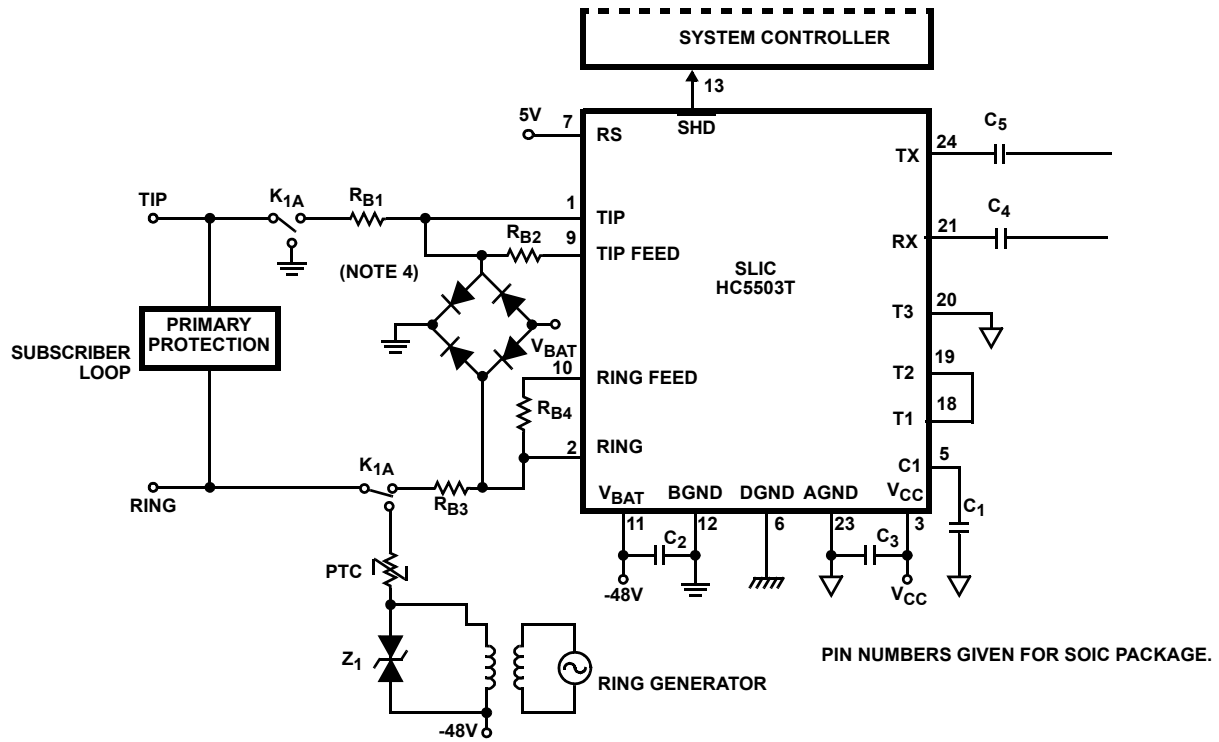 SYSTEM CONTROLLER
13
5V
7
RS
SHD
C5
24
TX
TIP
K1A
RB1
1
TIP
C4
21
RX
RB2
9
TIP FEED
(NOTE 4)
SLIC
HC5503T
20
T3
PRIMARY
PROTECTION
SUBSCRIBER
LOOP
VBAT
10
RING FEED
19
T2
RB4
18
T1
2
RING
5
C1
K1A
RING
RB3
VBAT
BGND
DGND
AGND
VCC
11
12
6
23
3
C1
C2
C3
-48V
VCC
PTC
Z1
RING GENERATOR
-48V
PIN NUMBERS GIVEN FOR SOIC PACKAGE.